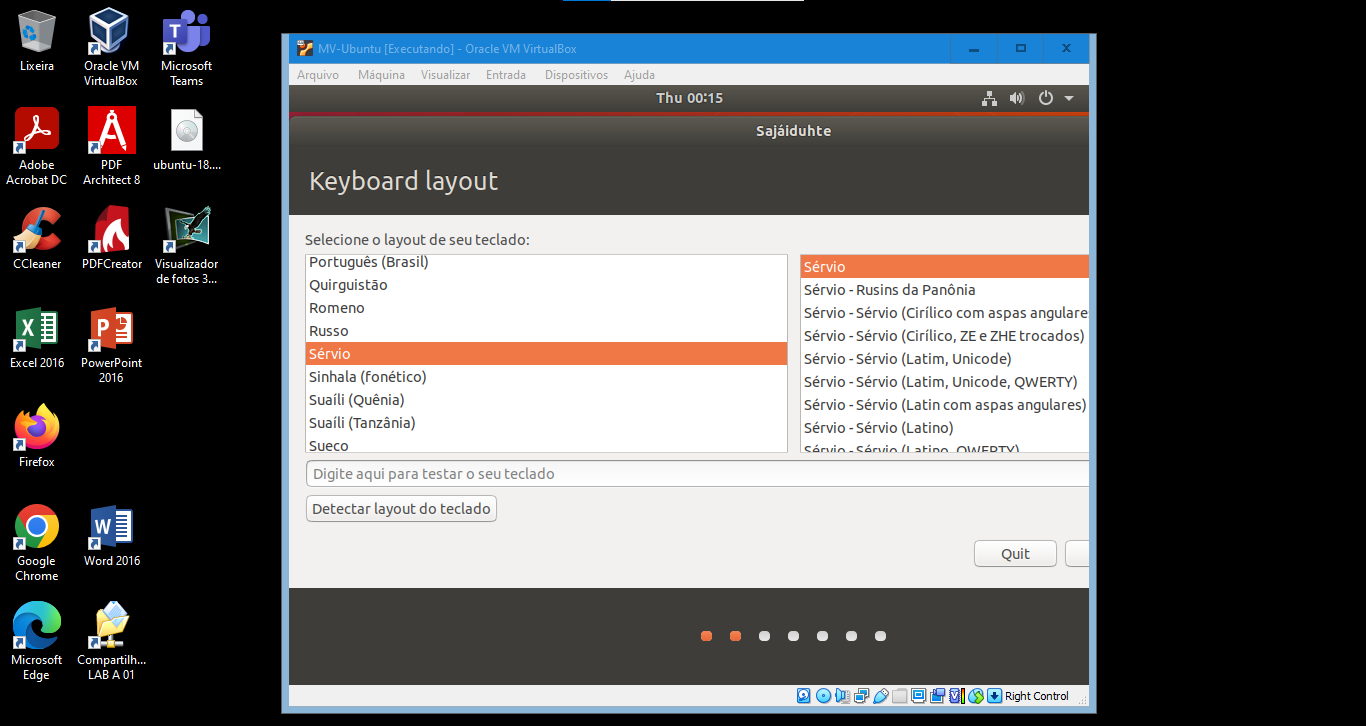 Lixeira
Oracle VM
VirtualBox
Microsoft
Teams
Adobe
Acrobat DC
PDF
Architect 8
ubuntu-18....
CCleaner
PDFCreator
Visualizador
de fotos 3...
Excel 2016
PowerPoint
2016
Firefox
Google
Chrome
Word 2016
Microsoft
Edge
Compartilh...
LAB A 01
MV-Ubuntu [Executando] - Oracle VM VirtualBox
Arquivo Máquina Visualizar Entrada Dispositivos Ajuda
Thu 00:15
Sajáiduhte
Keyboard layout
Selecione o layout de seu teclado:
Português (Brasil)
Quirguistão
Romeno
Russo
Sérvio
Sinhala (fonético)
Suaíli (Quênia)
Suaíli (Tanzânia)
Sueco
Sérvio
Sérvio - Rusins da Panônia
Sérvio - Sérvio (Cirílico com aspas angulare
Sérvio - Sérvio (Cirílico, ZE e ZHE trocados)
Sérvio - Sérvio (Latim, Unicode)
Sérvio - Sérvio (Latim, Unicode, QWERTY)
Sérvio - Sérvio (Latin com aspas angulares)
Sérvio - Sérvio (Latino)
Sérvio - Sérvio (Latino, QWERTY)
Digite aqui para testar o seu teclado
Detectar layout do teclado
Quit
Right Control